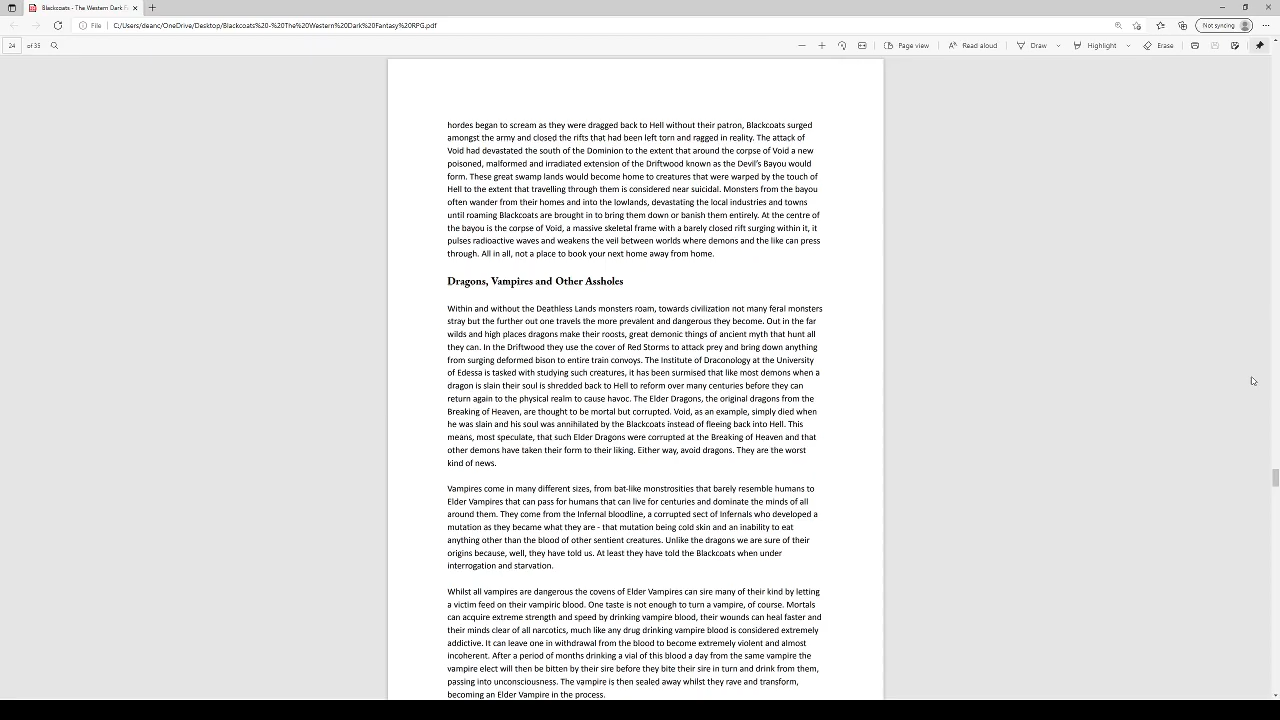 Blackcoats - The Western Dark F
File
C:/Users/deanc/OneDrive/Desktop/Blackcoats%20-%20The%20Western%20Dark%20Fantasy%20RPG.pdf
Not syncing
24 of 35
Page view
Read aloud
Draw
Highlight
Erase
hordes began to scream as they were dragged back to Hell without their patron, Blackcoats surged
amongst the army and closed the rifts that had been left torn and ragged in reality. The attack of
Void had devastated the south of the Dominion to the extent that around the corpse of Void a new
poisoned, malformed and irradiated extension of the Driftwood known as the Devil's Bayou would
form. These great swamp lands would become home to creatures that were warped by the touch of
Hell to the extent that travelling through them is considered near suicidal. Monsters from the bayou
often wander from their homes and into the lowlands, devastating the local industries and towns
until roaming Blackcoats are brought in to bring them down or banish them entirely. At the centre of
the bayou is the corpse of Void, a massive skeletal frame with a barely closed rift surging within it, it
pulses radioactive waves and weakens the veil between worlds where demons and the like can press
through. All in all, not a place to book your next home away from home.
Dragons, Vampires and Other Assholes
Within and without the Deathless Lands monsters roam, towards civilization not many feral monsters
stray but the further out one travels the more prevalent and dangerous they become. Out in the far
wilds and high places dragons make their roosts, great demonic things of ancient myth that hunt all
they can. In the Driftwood they use the cover of Red Storms to attack prey and bring down anything
from surging deformed bison to entire train convoys. The Institute of Draconology at the University
of Edessa is tasked with studying such creatures, it has been surmised that like most demons when a
dragon is slain their soul is shredded back to Hell to reform over many centuries before they can
return again to the physical realm to cause havoc. The Elder Dragons, the original dragons from the
Breaking of Heaven, are thought to be mortal but corrupted. Void, as an example, simply died when
he was slain and his soul was annihilated by the Blackcoats instead of fleeing back into Hell. This
means, most speculate, that such Elder Dragons were corrupted at the Breaking of Heaven and that
other demons have taken their form to their liking. Either way, avoid dragons. They are the worst
kind of news.
Vampires come in many different sizes, from bat-like monstrosities that barely resemble humans to
Elder Vampires that can pass for humans that can live for centuries and dominate the minds of all
around them. They come from the Infernal bloodline, a corrupted sect of Infernals who developed a
mutation as they became what they are - that mutation being cold skin and an inability to eat
anything other than the blood of other sentient creatures. Unlike the dragons we are sure of their
origins because, well, they have told us. At least they have told the Blackcoats when under
interrogation and starvation.
Whilst all vampires are dangerous the covens of Elder Vampires can sire many of their kind by letting
a victim feed on their vampiric blood. One taste is not enough to turn a vampire, of course. Mortals
can acquire extreme strength and speed by drinking vampire blood, their wounds can heal faster and
their minds clear of all narcotics, much like any drug drinking vampire blood is considered extremely
addictive. It can leave one in withdrawal from the blood to become extremely violent and almost
incoherent. After a period of months drinking a vial of this blood a day from the same vampire the
vampire elect will then be bitten by their sire before they bite their sire in turn and drink from them,
passing into unconsciousness. The vampire is then sealed away whilst they rave and transform,
becoming an Elder Vampire in the process.